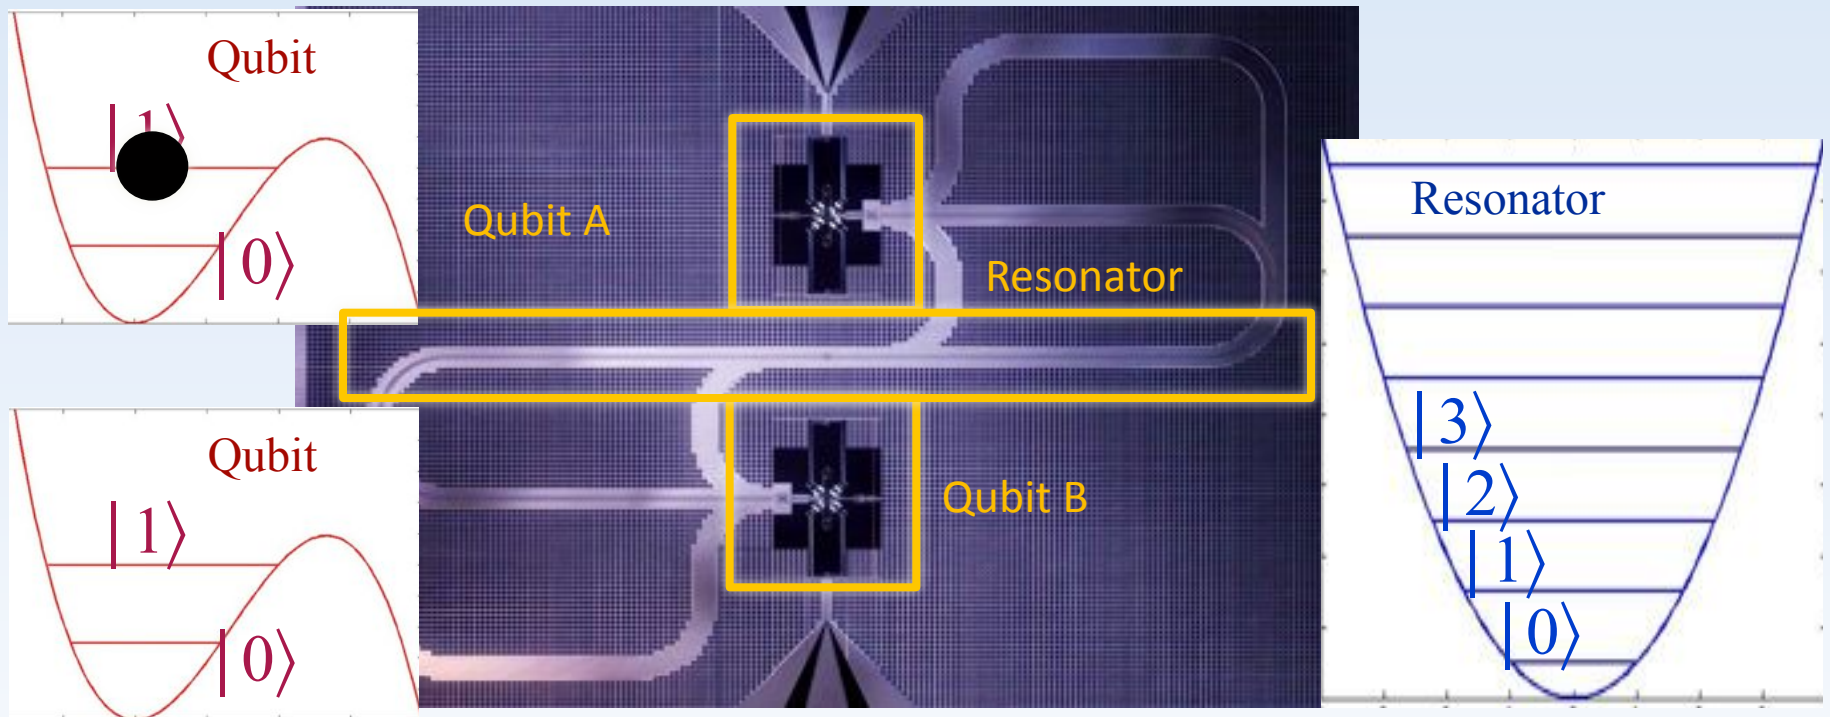 Qubit
|1⟩
|0⟩
Qubit A
Resonator
Qubit B
Qubit
|1⟩
|0⟩
Resonator
|3⟩
|2⟩
|1⟩
|0⟩